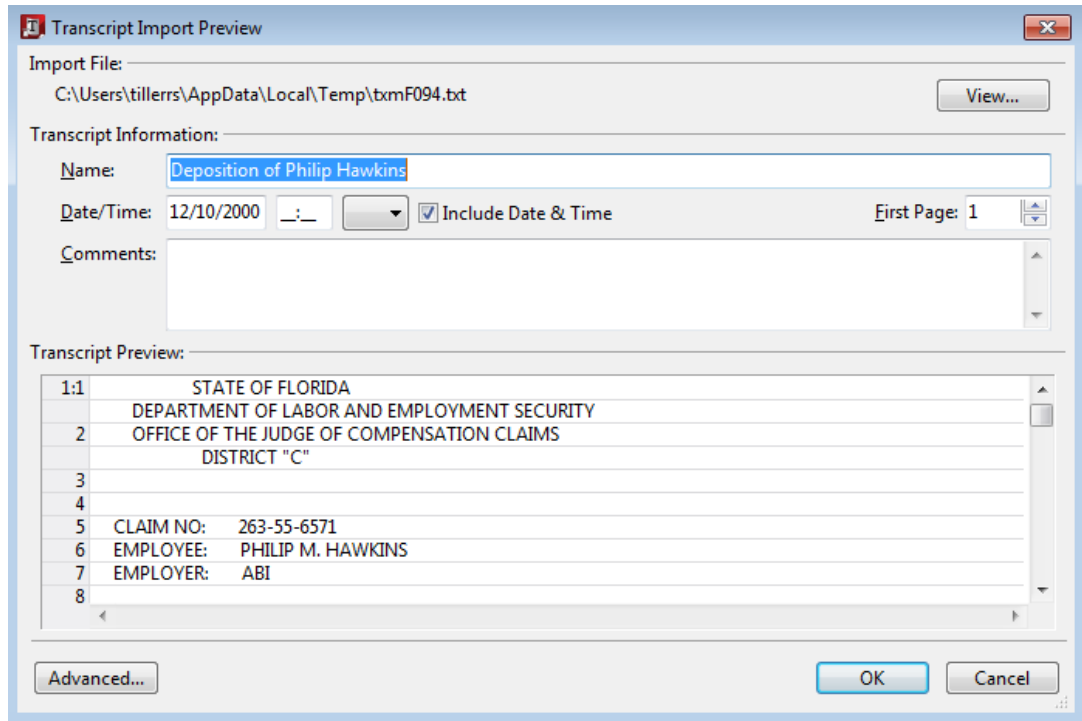 Transcript Import Preview
Import File:
C:\Users\tillerrs\AppData\Local\Temp\txmF094.txt
View...
Transcript Information:
Name: Deposition of Philip Hawkins
Date/Time: 12/10/2000 __:__ Include Date & Time First Page: 1
Comments:
Transcript Preview:
1:1 STATE OF FLORIDA
DEPARTMENT OF LABOR AND EMPLOYMENT SECURITY
2 OFFICE OF THE JUDGE OF COMPENSATION CLAIMS
DISTRICT "C"
3
4
5 CLAIM NO: 263-55-6571
6 EMPLOYEE: PHILIP M. HAWKINS
7 EMPLOYER: ABI
8
Advanced... OK Cancel